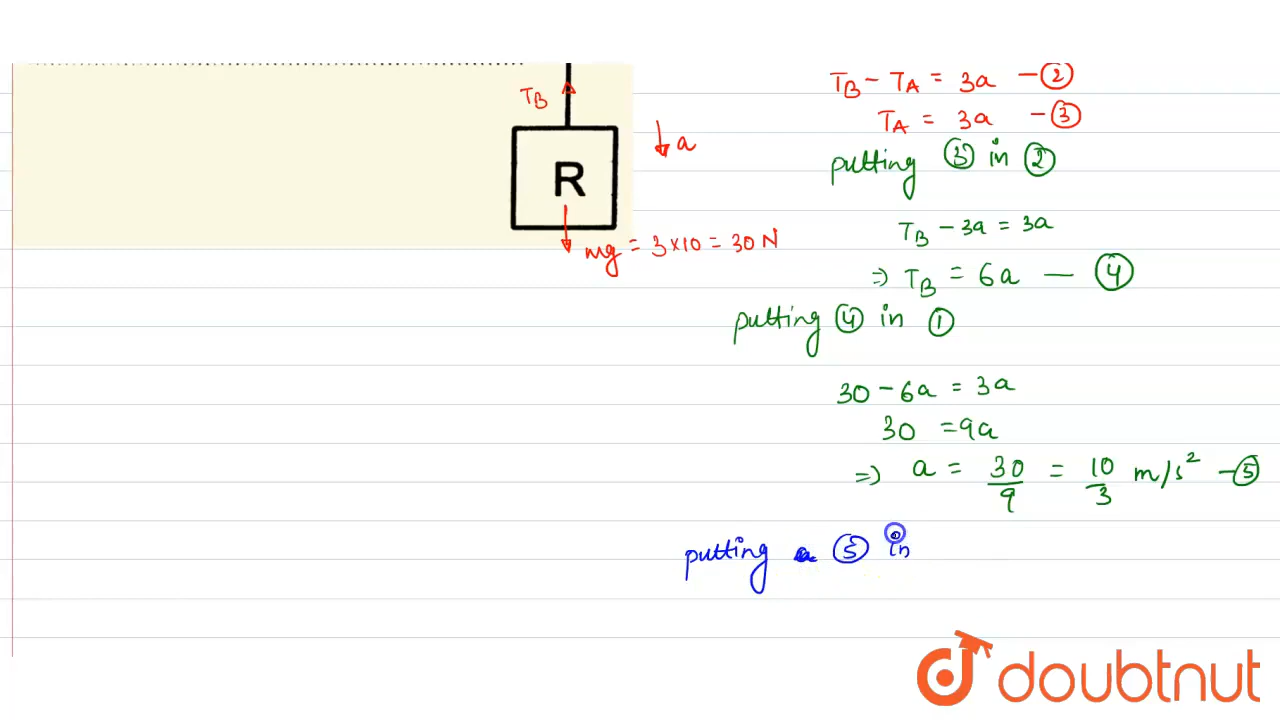 T_B
R
a
mg = 3 × 10 = 30 N
T_B - T_A = 3a - ②
T_A = 3a - ③
putting ③ in ②
T_B - 3a = 3a
=> T_B = 6a — ④
putting ④ in ①
30 - 6a = 3a
30 = 9a
=> a = 30/9 = 10/3 m/s² - ⑤
putting ⑤ in
doubtnut